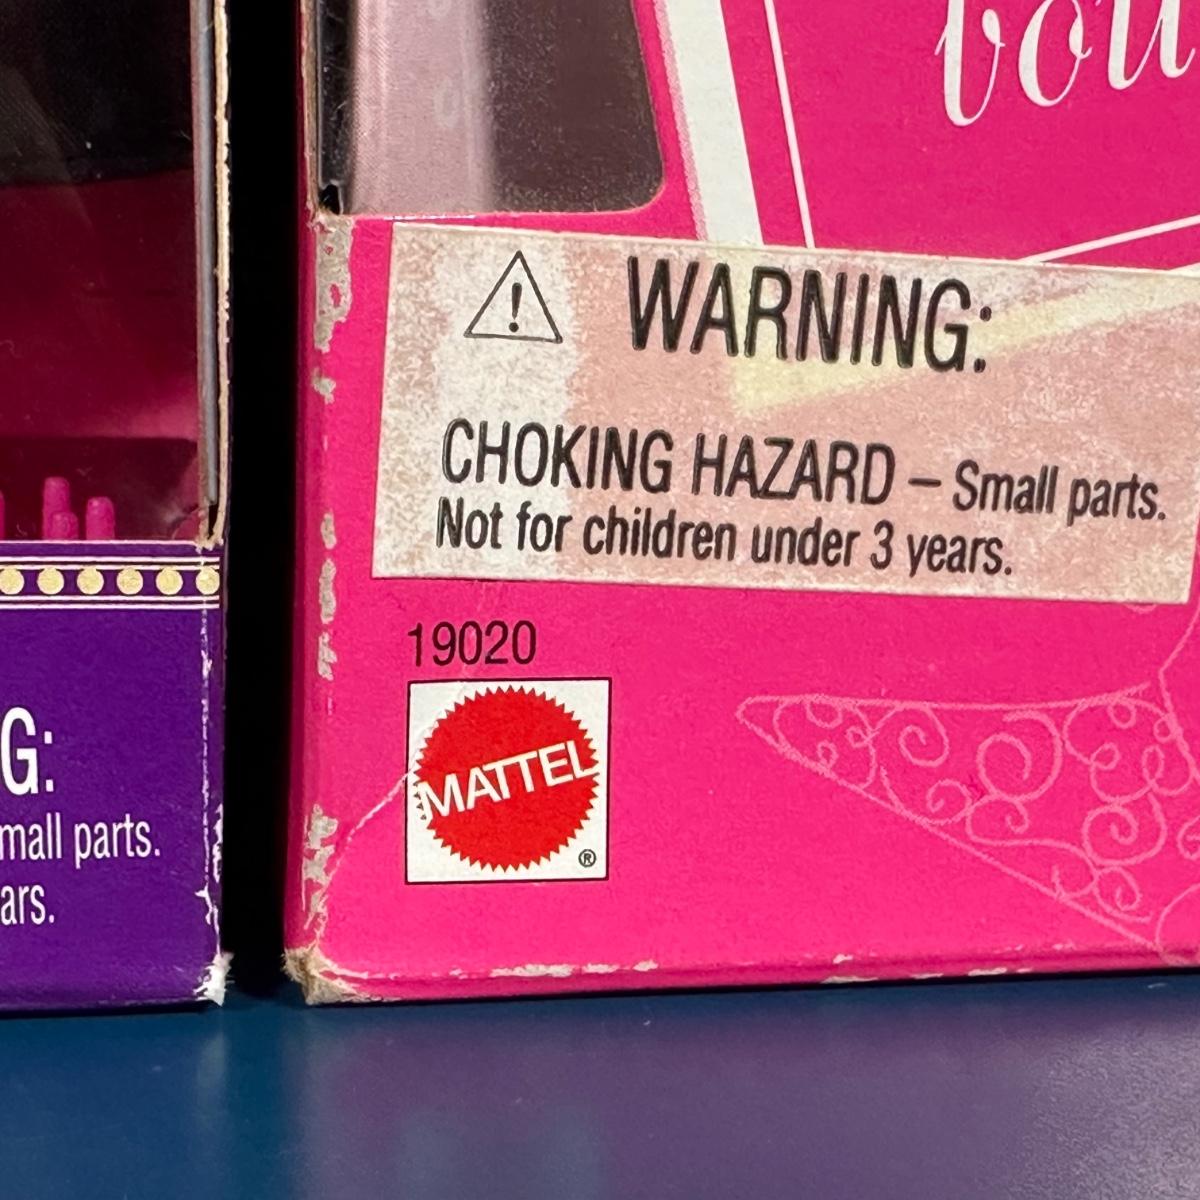 WARNING:
CHOKING HAZARD – Small parts.
Not for children under 3 years.
19020
MATTEL
®
G:
mall parts.
ars.